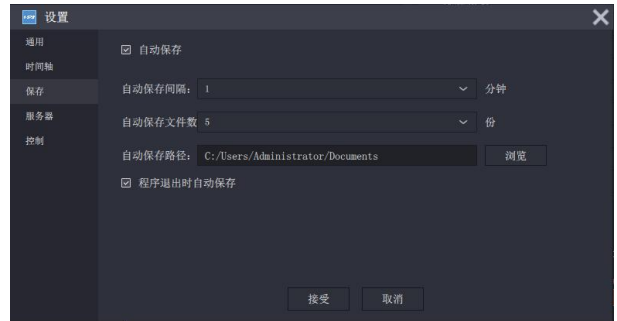 设置
通用
时间轴
保存
服务器
控制
自动保存
自动保存间隔: 1 分钟
自动保存文件数 5 份
自动保存路径: C:/Users/Administrator/Documents 浏览
程序退出时自动保存
接受 取消